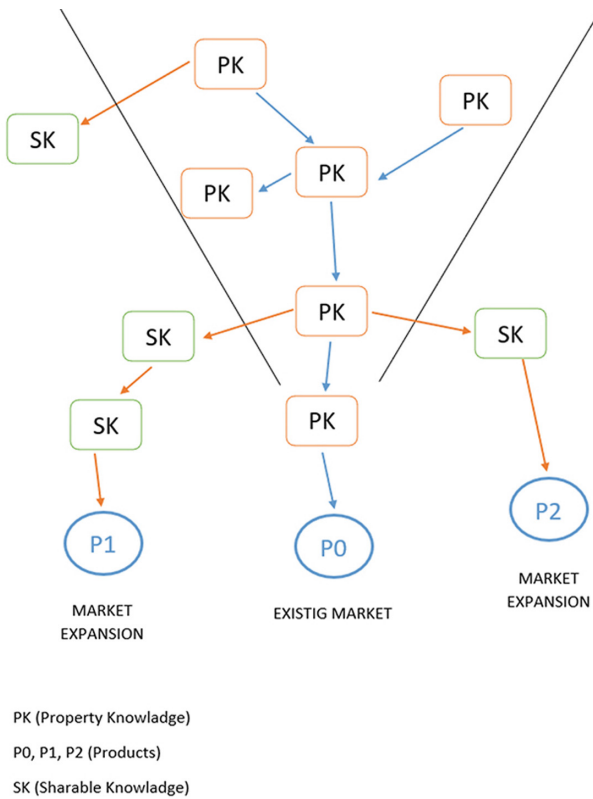 PK
PK
SK
PK
PK
PK
SK
SK
PK
SK
P1
P0
P2
MARKET
EXPANSION
EXISTIG MARKET
MARKET
EXPANSION
PK (Property Knowladge)
P0, P1, P2 (Products)
SK (Sharable Knowladge)